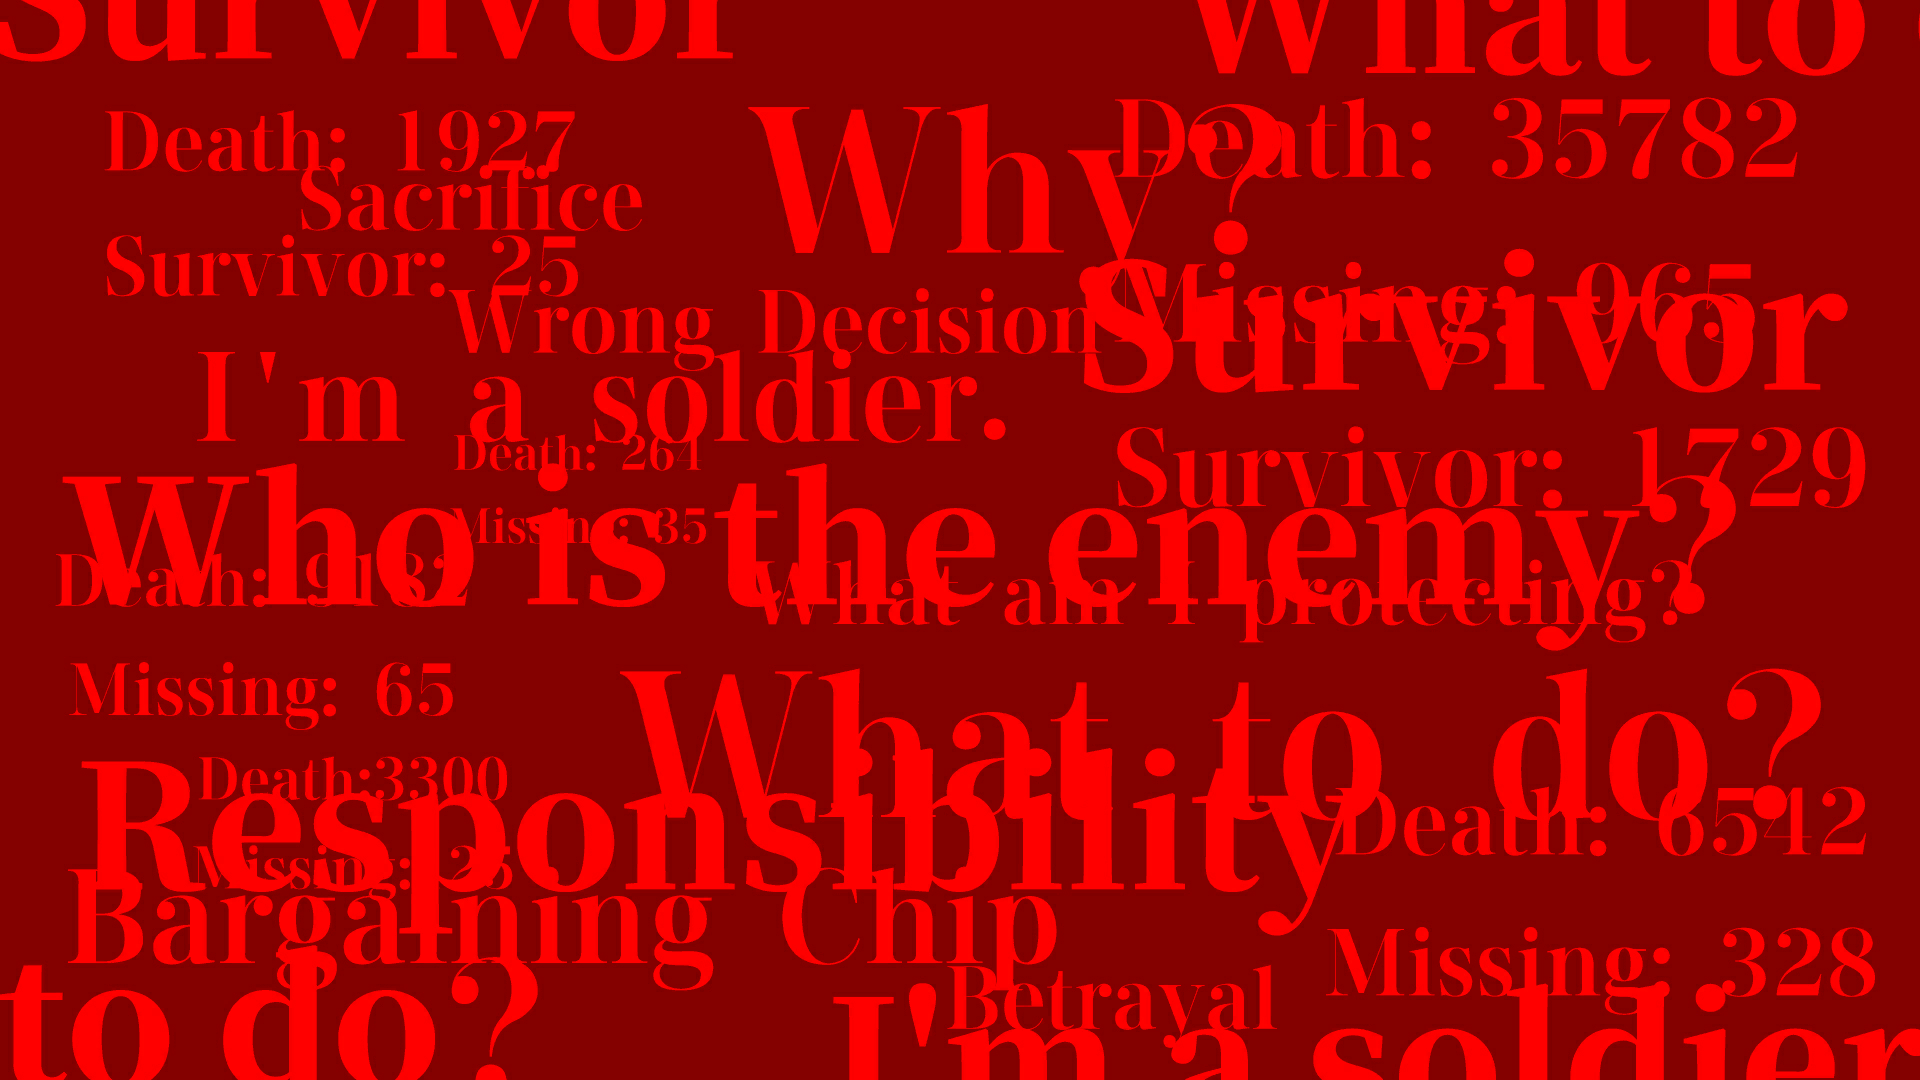 Survivor
What to
Death: 1927
Why?
Death: 35782
Sacrifice
Survivor: 25
Missing: 965
Wrong Decision
Survivor
I'm a soldier.
Death: 264
Survivor: 1729
Who is the enemy?
Missing: 35
Death: 9132
What am I protecting?
Missing: 65
What to do?
Death:3300
Responsibility
Death: 6542
Missing: 25
Bargaining Chip
Missing: 328
Betrayal
to do?
I'm a soldier